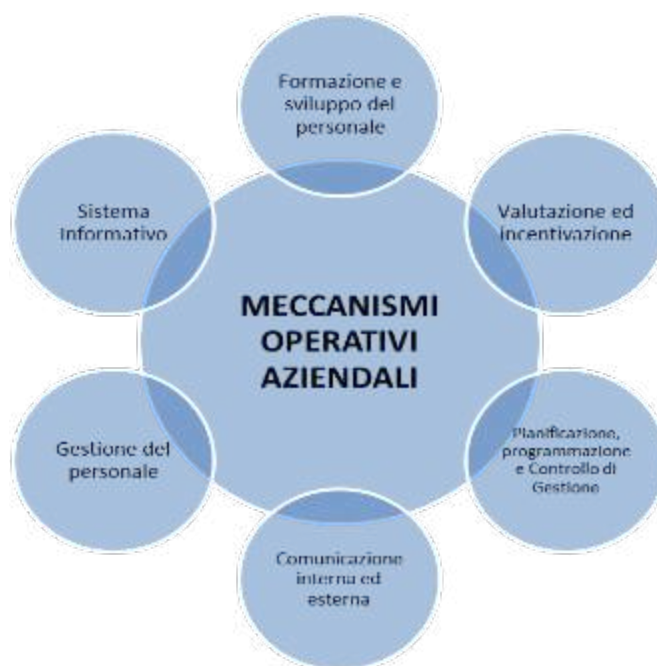 Formazione e
sviluppo del
personale
Sistema
Informativo
Valutazione ed
incentivazione
MECCANISMI
OPERATIVI
AZIENDALI
Gestione del
personale
Pianificazione,
programmazione
e Controllo di
Gestione
Comunicazione
interna ed
esterna